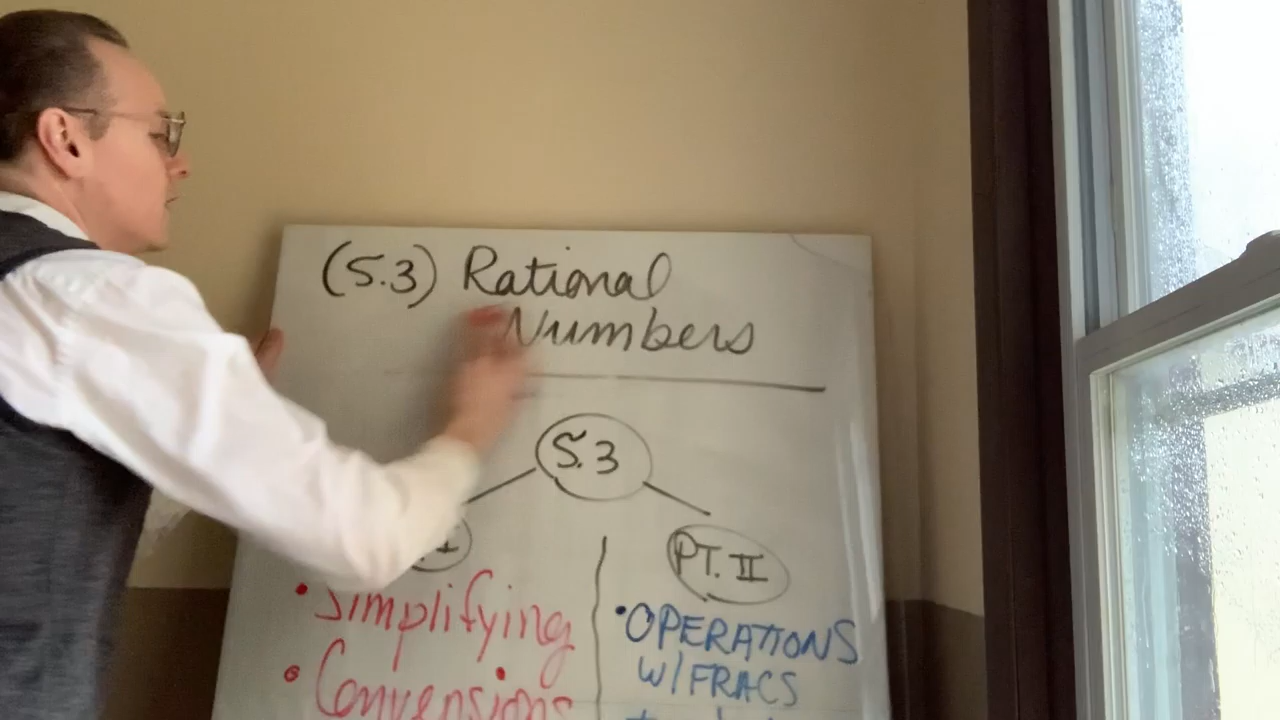 (5.3) Rational
Numbers
5.3
PT. II
• Simplifying
• Conversions
• OPERATIONS
W/FRACS